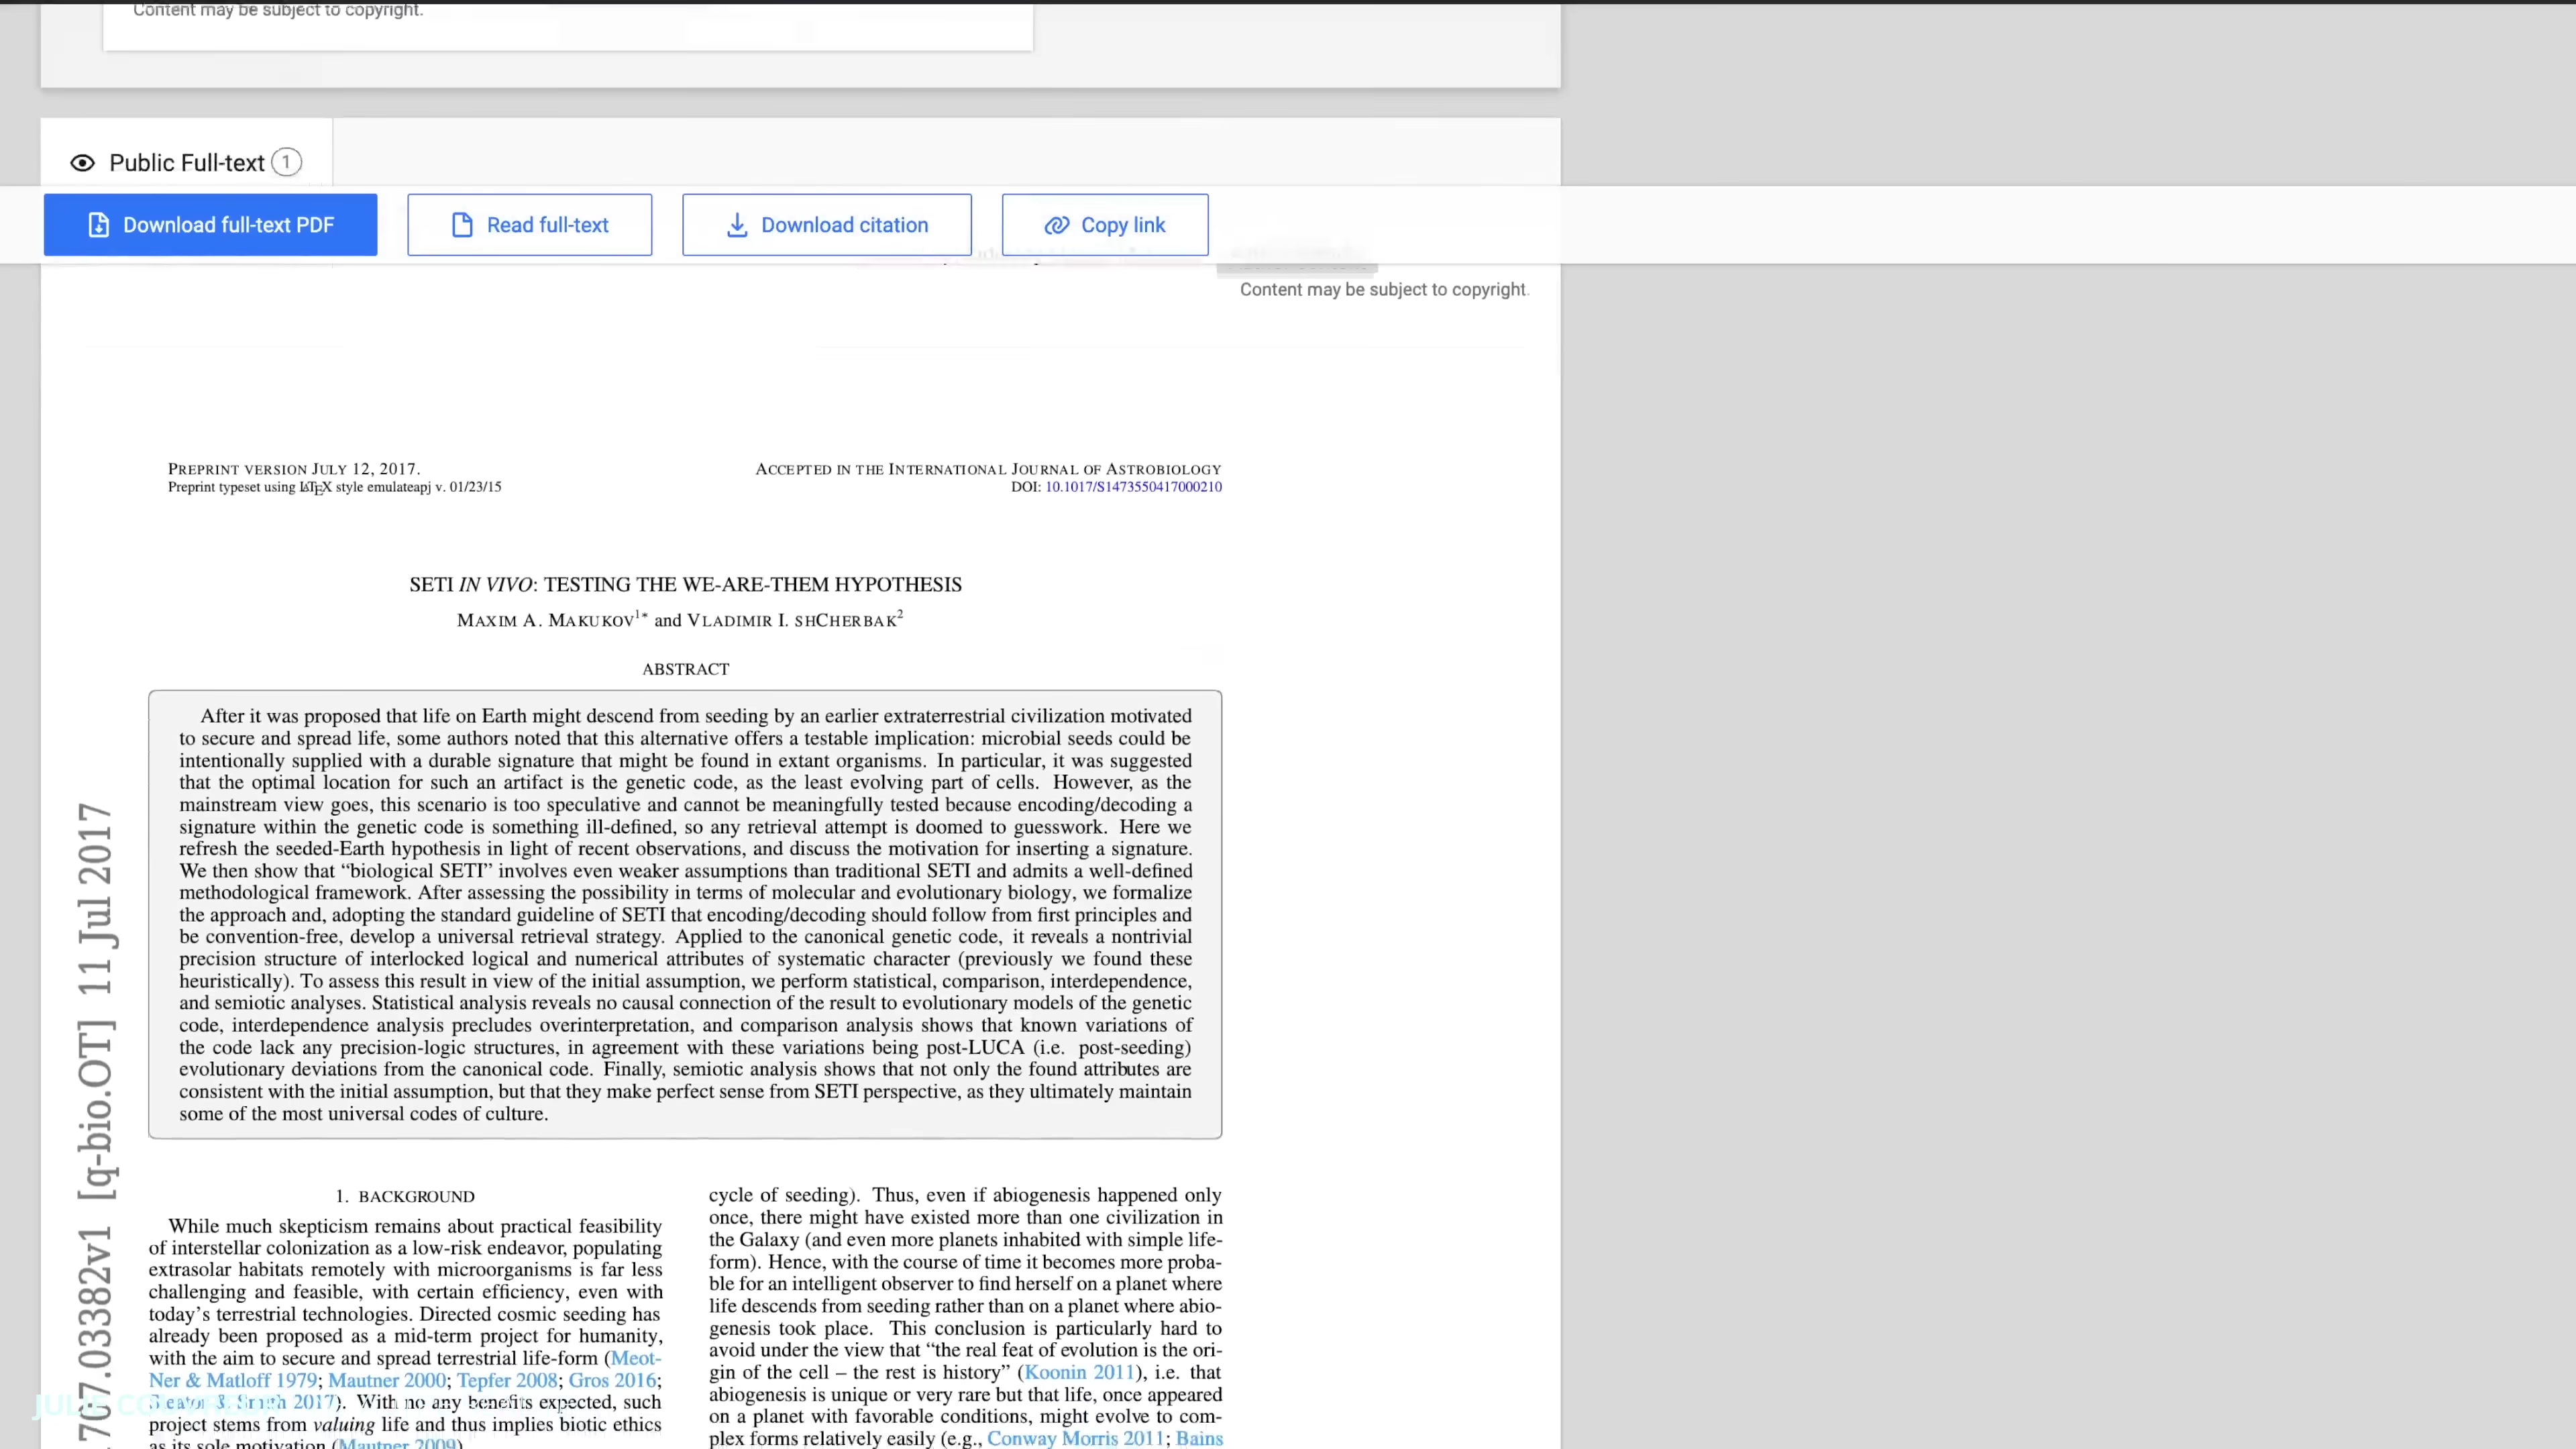 Content may be subject to copyright.
Public Full-text 1
Download full-text PDF
Read full-text
Download citation
Copy link
Content may be subject to copyright.
PREPRINT VERSION JULY 12, 2017.
Preprint typeset using LATEX style emulateapj v. 01/23/15
ACCEPTED IN THE INTERNATIONAL JOURNAL OF ASTROBIOLOGY
DOI: 10.1017/S1473550417000210
SETI IN VIVO: TESTING THE WE-ARE-THEM HYPOTHESIS
MAXIM A. MAKUKOV1* and VLADIMIR I. SHCHERBAK2
ABSTRACT
After it was proposed that life on Earth might descend from seeding by an earlier extraterrestrial civilization motivated
to secure and spread life, some authors noted that this alternative offers a testable implication: microbial seeds could be
intentionally supplied with a durable signature that might be found in extant organisms. In particular, it was suggested
that the optimal location for such an artifact is the genetic code, as the least evolving part of cells. However, as the
mainstream view goes, this scenario is too speculative and cannot be meaningfully tested because encoding/decoding a
signature within the genetic code is something ill-defined, so any retrieval attempt is doomed to guesswork. Here we
refresh the seeded-Earth hypothesis in light of recent observations, and discuss the motivation for inserting a signature.
We then show that “biological SETI” involves even weaker assumptions than traditional SETI and admits a well-defined
methodological framework. After assessing the possibility in terms of molecular and evolutionary biology, we formalize
the approach and, adopting the standard guideline of SETI that encoding/decoding should follow from first principles and
be convention-free, develop a universal retrieval strategy. Applied to the canonical genetic code, it reveals a nontrivial
precision structure of interlocked logical and numerical attributes of systematic character (previously we found these
heuristically). To assess this result in view of the initial assumption, we perform statistical, comparison, interdependence,
and semiotic analyses. Statistical analysis reveals no causal connection of the result to evolutionary models of the genetic
code, interdependence analysis precludes overinterpretation, and comparison analysis shows that known variations of
the code lack any precision-logic structures, in agreement with these variations being post-LUCA (i.e. post-seeding)
evolutionary deviations from the canonical code. Finally, semiotic analysis shows that not only the found attributes are
consistent with the initial assumption, but that they make perfect sense from SETI perspective, as they ultimately maintain
some of the most universal codes of culture.
1. BACKGROUND
While much skepticism remains about practical feasibility
of interstellar colonization as a low-risk endeavor, populating
extrasolar habitats remotely with microorganisms is far less
challenging and feasible, with certain efficiency, even with
today’s terrestrial technologies. Directed cosmic seeding has
already been proposed as a mid-term project for humanity,
with the aim to secure and spread terrestrial life-form (Meot-
Ner & Matloff 1979; Mautner 2000; Tepfer 2008; Gros 2016;
& Smith 2017). With no any benefits expected, such
project stems from valuing life and thus implies biotic ethics
as its sole motivation (Mautner 2009).
cycle of seeding). Thus, even if abiogenesis happened only
once, there might have existed more than one civilization in
the Galaxy (and even more planets inhabited with simple life-
form). Hence, with the course of time it becomes more proba-
ble for an intelligent observer to find herself on a planet where
life descends from seeding rather than on a planet where abio-
genesis took place. This conclusion is particularly hard to
avoid under the view that “the real feat of evolution is the ori-
gin of the cell – the rest is history” (Koonin 2011), i.e. that
abiogenesis is unique or very rare but that life, once appeared
on a planet with favorable conditions, might evolve to com-
plex forms relatively easily (e.g., Conway Morris 2011; Bains
707.03382v1 [q-bio.OT] 11 Jul 2017